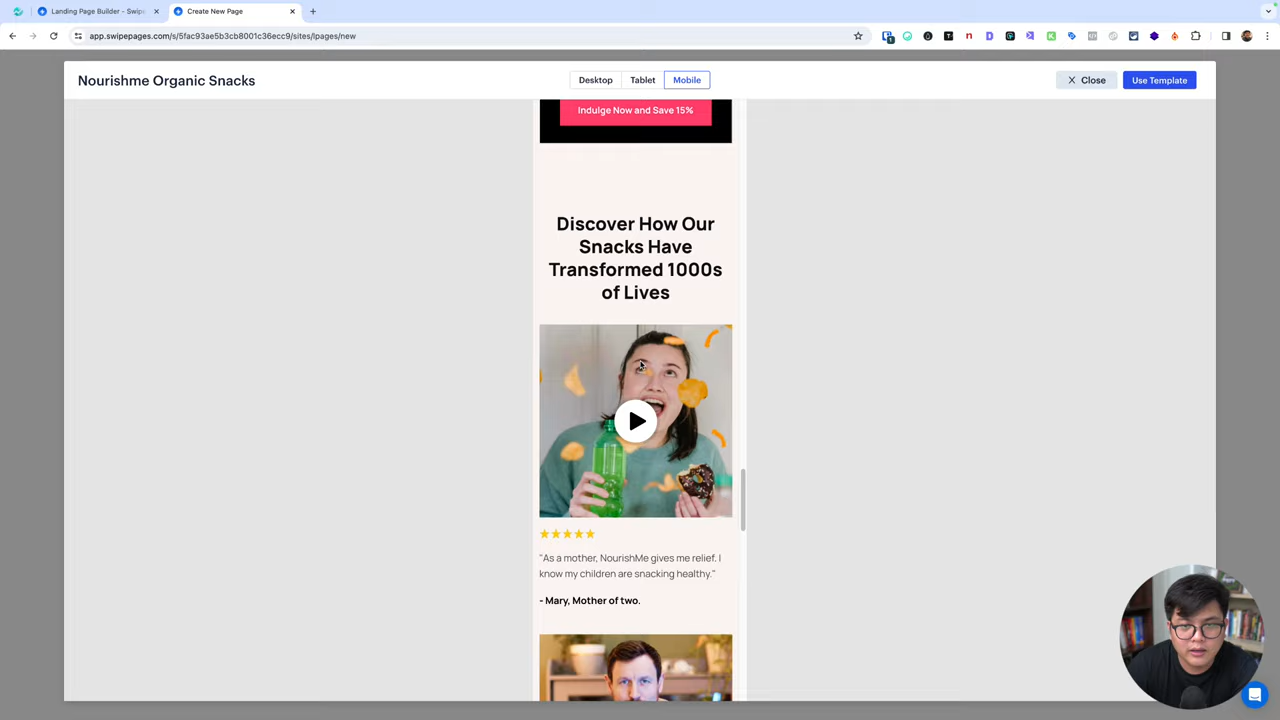 Landing Page Builder – Swipe
Create New Page
app.swipepages.com/s/5fac93ae5b3cb8001c36ecc9/sites/lpages/new
Nourishme Organic Snacks
Desktop
Tablet
Mobile
X Close
Use Template
Indulge Now and Save 15%
Discover How Our
Snacks Have
Transformed 1000s
of Lives
"As a mother, NourishMe gives me relief. I
know my children are snacking healthy."
- Mary, Mother of two.